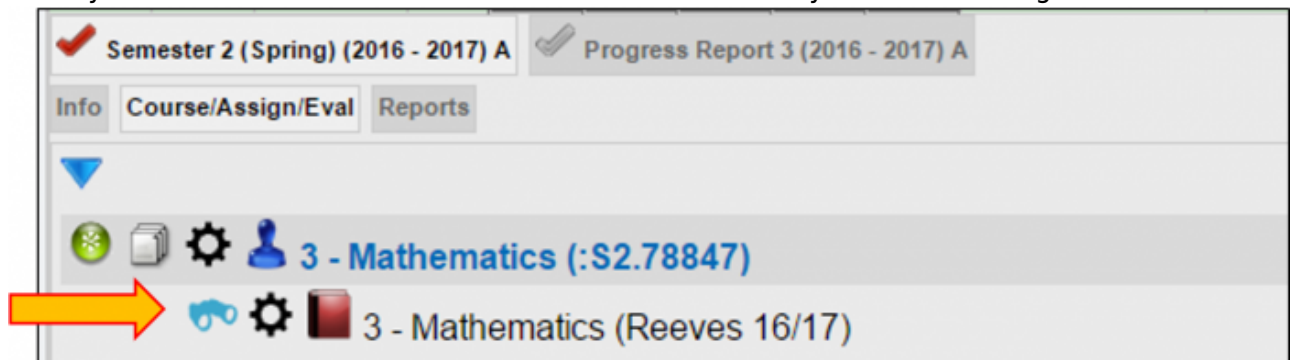 Semester 2 (Spring) (2016 - 2017) A Progress Report 3 (2016 - 2017) A
Info Course/Assign/Eval Reports
3 - Mathematics (:S2.78847)
3 - Mathematics (Reeves 16/17)